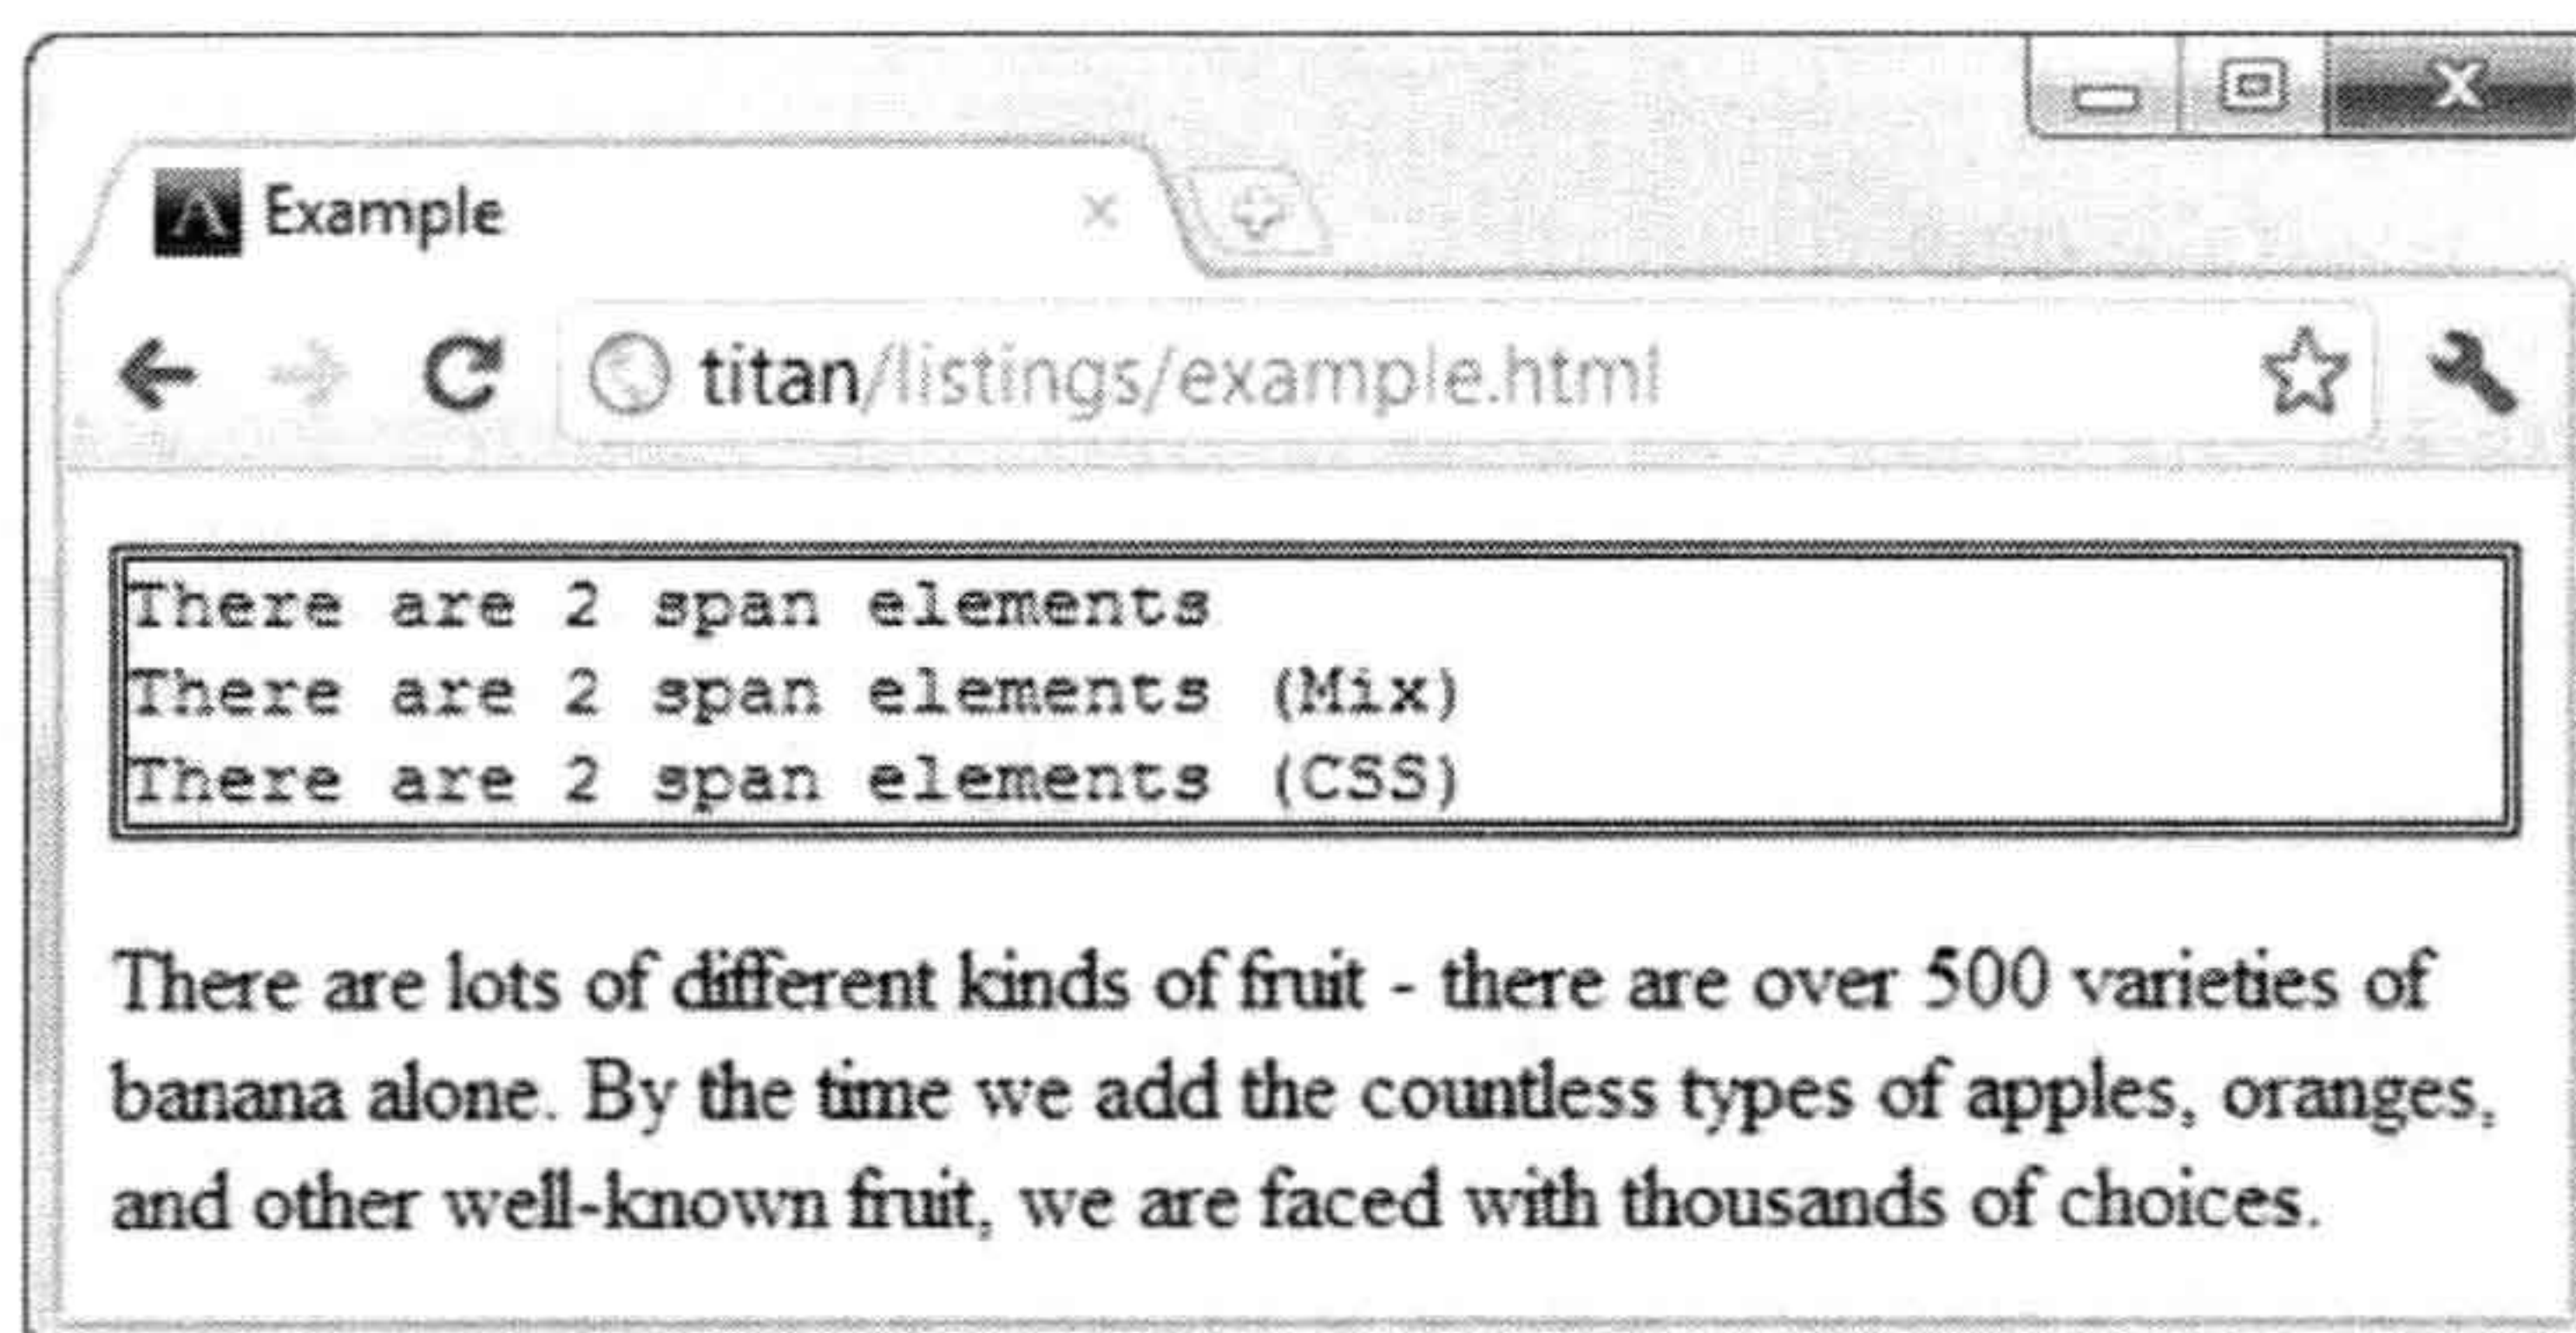 Example
titan/listings/example.html
There are 2 span elements
There are 2 span elements (Mix)
There are 2 span elements (CSS)
There are lots of different kinds of fruit - there are over 500 varieties of
banana alone. By the time we add the countless types of apples, oranges,
and other well-known fruit, we are faced with thousands of choices.